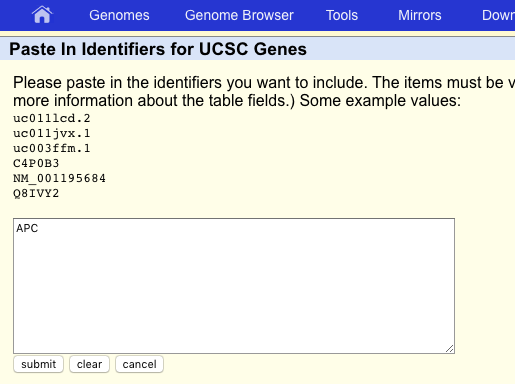 Genomes Genome Browser Tools Mirrors Down
Paste In Identifiers for UCSC Genes
Please paste in the identifiers you want to include. The items must be v
more information about the table fields.) Some example values:
uc011lcd.2
uc011jvx.1
uc003ffm.1
C4P0B3
NM_001195684
Q8IVY2
APC
submit clear cancel